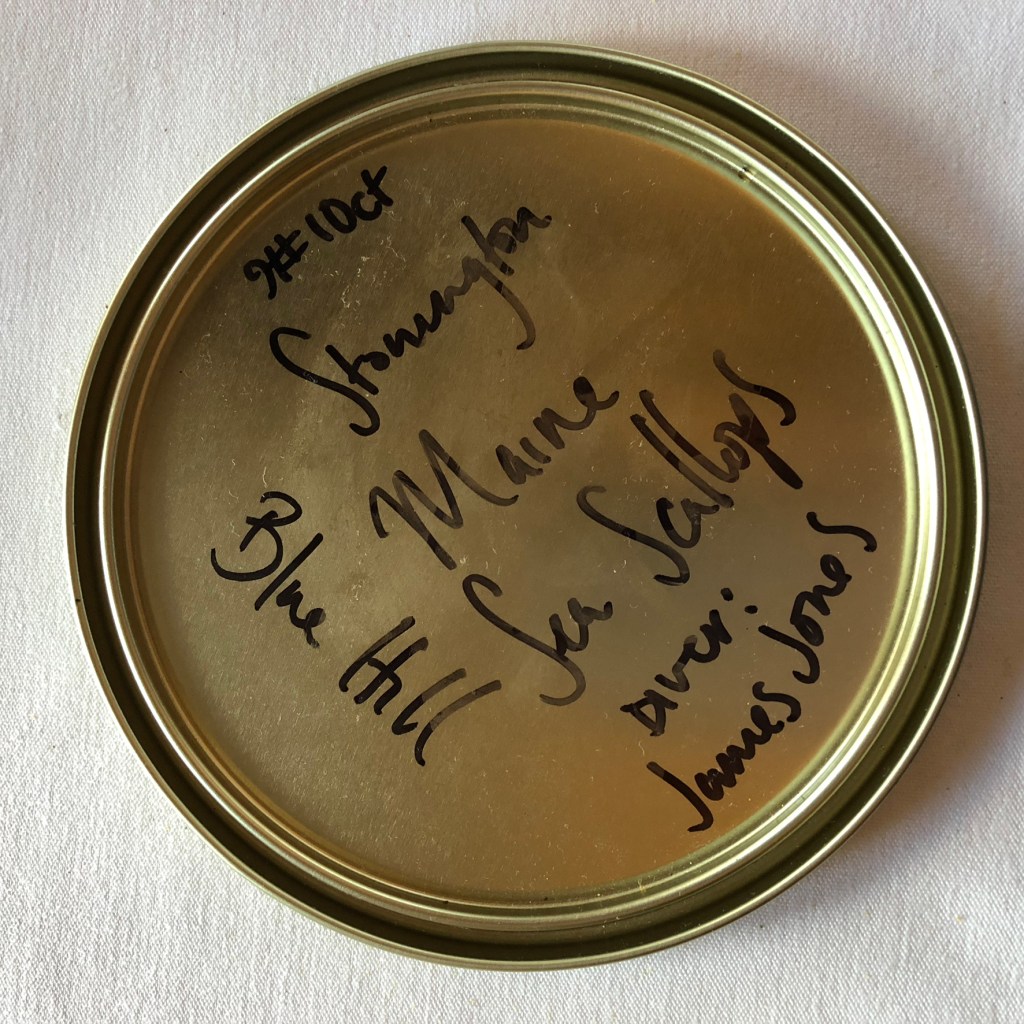 9# 10ct
Stonington
Maine
Sea Scallops
Diver:
James Jones
Blue
Hill